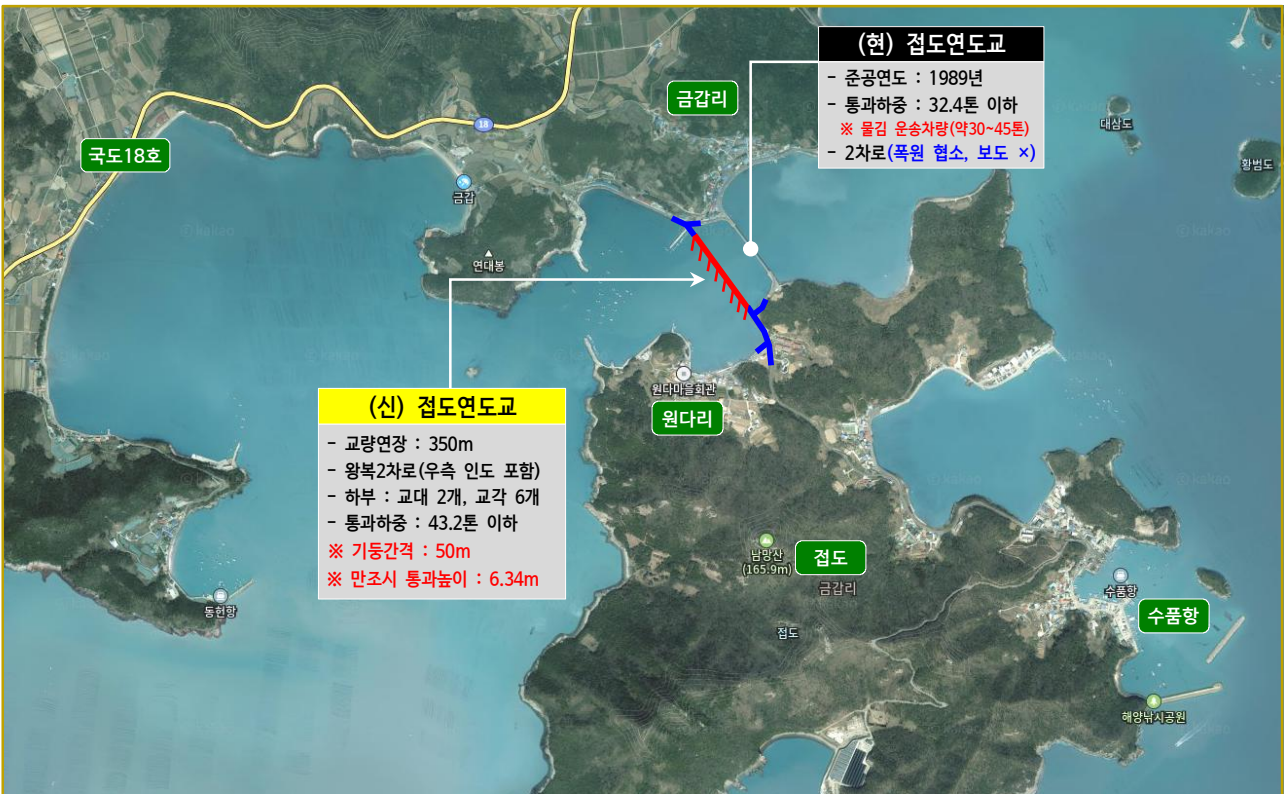 (현) 접도연도교
- 준공연도 : 1989년
- 통과하중 : 32.4톤 이하
※ 물김 운송차량(약30~45톤)
- 2차로(폭원 협소, 보도 ×)
금갑리
대삼도
황범도
18
국도18호
금갑
연대봉
kakao
원다마을회관
원다리
(신) 접도연도교
- 교량연장 : 350m
- 왕복2차로(우측 인도 포함)
- 하부 : 교대 2개, 교각 6개
- 통과하중 : 43.2톤 이하
※ 기둥간격 : 50m
※ 만조시 통과높이 : 6.34m
남망산
(165.9m)
접도
금갑리
접도
동헌항
수품항
수품항
해양낚시공원